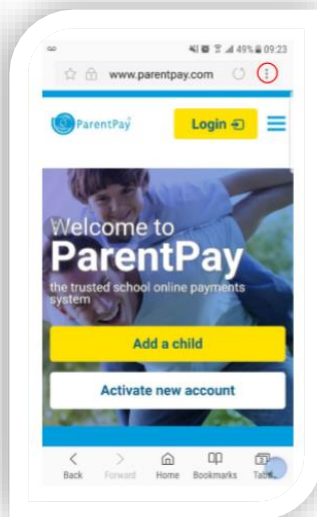 49% 09:23
www.parentpay.com
ParentPay
Login
Welcome to
ParentPay
the trusted school online payments
system
Add a child
Activate new account
Back Forward Home Bookmarks